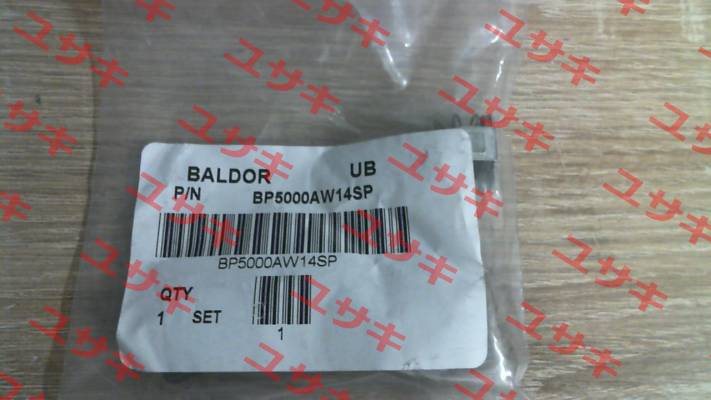 BALDOR UB
P/N BP5000AW14SP
BP5000AW14SP
QTY
1 SET
1
ユサキ